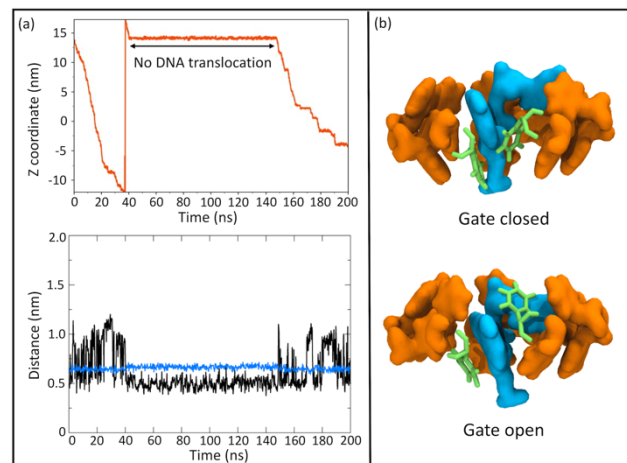 (a)
15
10
5
0
-5
-10
Z coordinate (nm)
No DNA translocation
0 20 40 60 80 100 120 140 160 180 200
Time (ns)
2.0
1.5
1.0
0.5
0
Distance (nm)
0 20 40 60 80 100 120 140 160 180 200
Time (ns)
(b)
Gate closed
Gate open